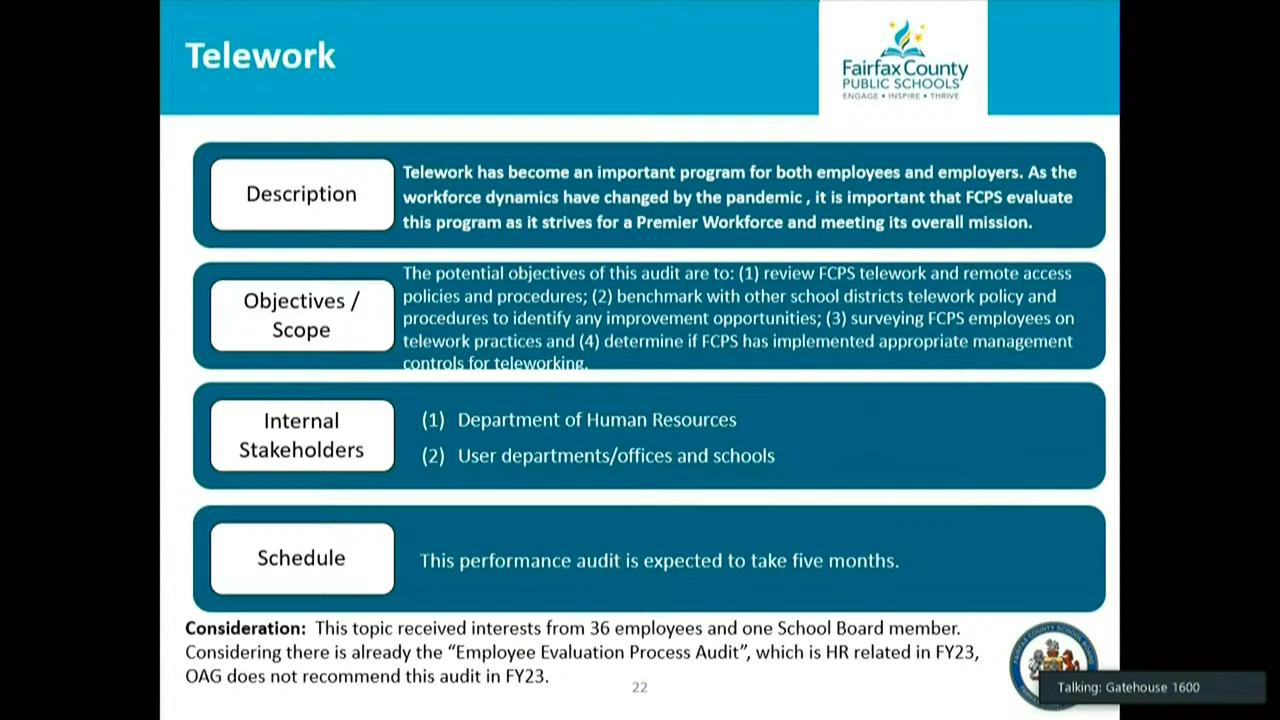 Telework
Fairfax County
PUBLIC SCHOOLS
ENGAGE • INSPIRE • THRIVE
Description
Telework has become an important program for both employees and employers. As the
workforce dynamics have changed by the pandemic , it is important that FCPS evaluate
this program as it strives for a Premier Workforce and meeting its overall mission.
Objectives /
Scope
The potential objectives of this audit are to: (1) review FCPS telework and remote access
policies and procedures; (2) benchmark with other school districts telework policy and
procedures to identify any improvement opportunities; (3) surveying FCPS employees on
telework practices and (4) determine if FCPS has implemented appropriate management
controls for teleworking.
Internal
Stakeholders
(1) Department of Human Resources
(2) User departments/offices and schools
Schedule
This performance audit is expected to take five months.
Consideration: This topic received interests from 36 employees and one School Board member.
Considering there is already the “Employee Evaluation Process Audit”, which is HR related in FY23,
OAG does not recommend this audit in FY23.
22
Talking: Gatehouse 1600